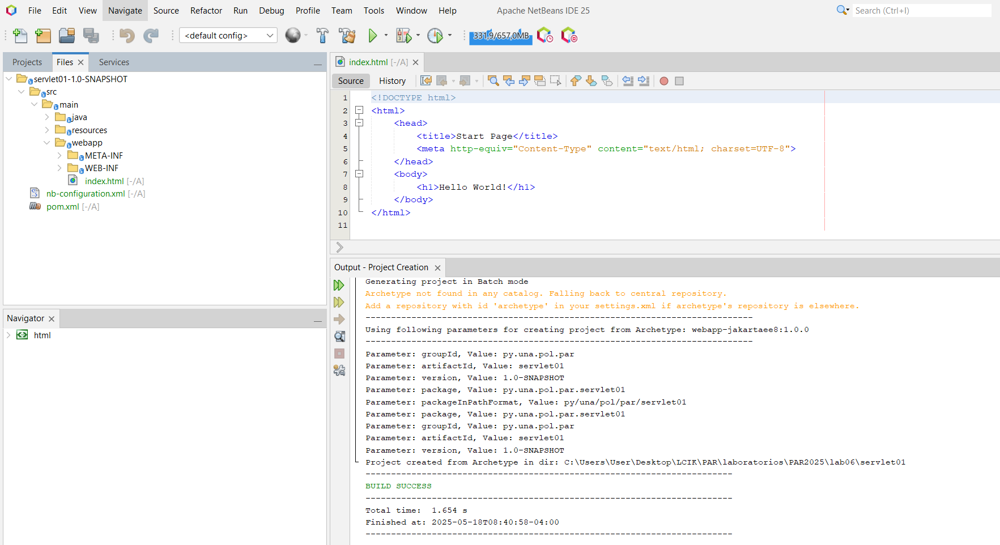 File Edit View Navigate Source Refactor Run Debug Profile Team Tools Window Help Apache NetBeans IDE 25 Search (Ctrl+I)
<default config> 331,9/657,0MB
Projects Files Services
servlet01-1.0-SNAPSHOT
src
main
java
resources
webapp
META-INF
WEB-INF
index.html [-/A]
nb-configuration.xml [-/A]
pom.xml [-/A]
Navigator
html
index.html [-/A]
Source History
1 <!DOCTYPE html>
2 <html>
3 <head>
4 <title>Start Page</title>
5 <meta http-equiv="Content-Type" content="text/html; charset=UTF-8">
6 </head>
7 <body>
8 <h1>Hello World!</h1>
9 </body>
10 </html>
11
Output - Project Creation
Generating project in Batch mode
Archetype not found in any catalog. Falling back to central repository.
Add a repository with id 'archetype' in your settings.xml if archetype's repository is elsewhere.
----------------------------------------------------------------------------
Using following parameters for creating project from Archetype: webapp-jakartaee8:1.0.0
----------------------------------------------------------------------------
Parameter: groupId, Value: py.una.pol.par
Parameter: artifactId, Value: servlet01
Parameter: version, Value: 1.0-SNAPSHOT
Parameter: package, Value: py.una.pol.par.servlet01
Parameter: packageInPathFormat, Value: py/una/pol/par/servlet01
Parameter: package, Value: py.una.pol.par.servlet01
Parameter: groupId, Value: py.una.pol.par
Parameter: artifactId, Value: servlet01
Parameter: version, Value: 1.0-SNAPSHOT
Project created from Archetype in dir: C:\Users\User\Desktop\LCIK\PAR\laboratorios\PAR2025\lab06\servlet01
------------------------------------------------------------------------
BUILD SUCCESS
------------------------------------------------------------------------
Total time:  1.654 s
Finished at: 2025-05-18T08:40:58-04:00
------------------------------------------------------------------------